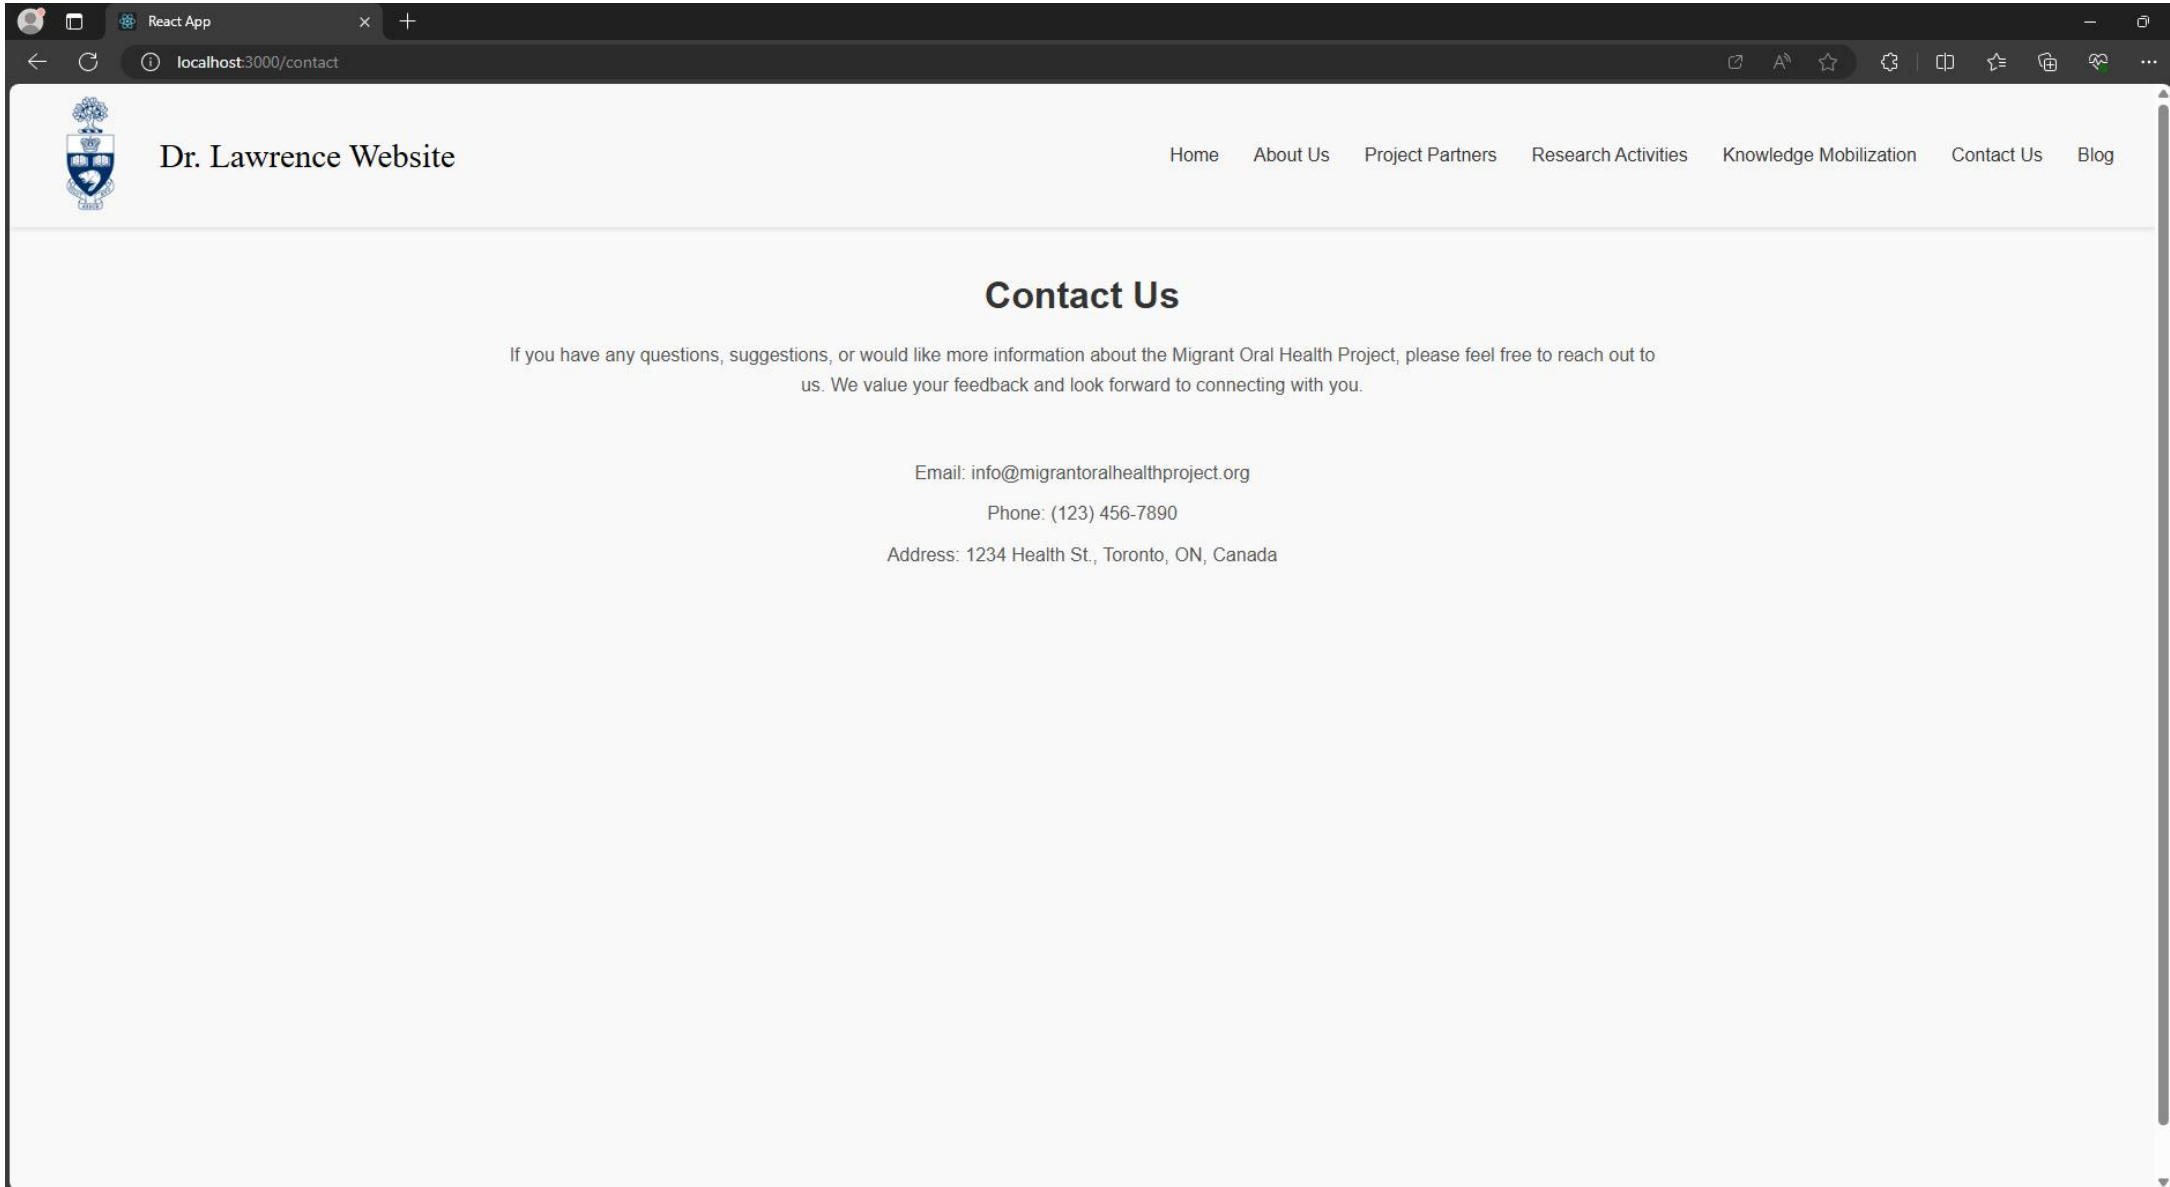 React App
localhost:3000/contact
Dr. Lawrence Website
Home About Us Project Partners Research Activities Knowledge Mobilization Contact Us Blog
Contact Us
If you have any questions, suggestions, or would like more information about the Migrant Oral Health Project, please feel free to reach out to
us. We value your feedback and look forward to connecting with you.
Email: info@migrantoralhealthproject.org
Phone: (123) 456-7890
Address: 1234 Health St., Toronto, ON, Canada